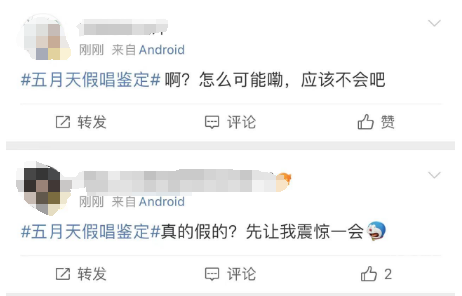 刚刚 来自Android
#五月天假唱鉴定# 啊？怎么可能嘞，应该不会吧
转发 评论 赞
刚刚 来自Android
#五月天假唱鉴定#真的假的？先让我震惊一会
转发 评论 2